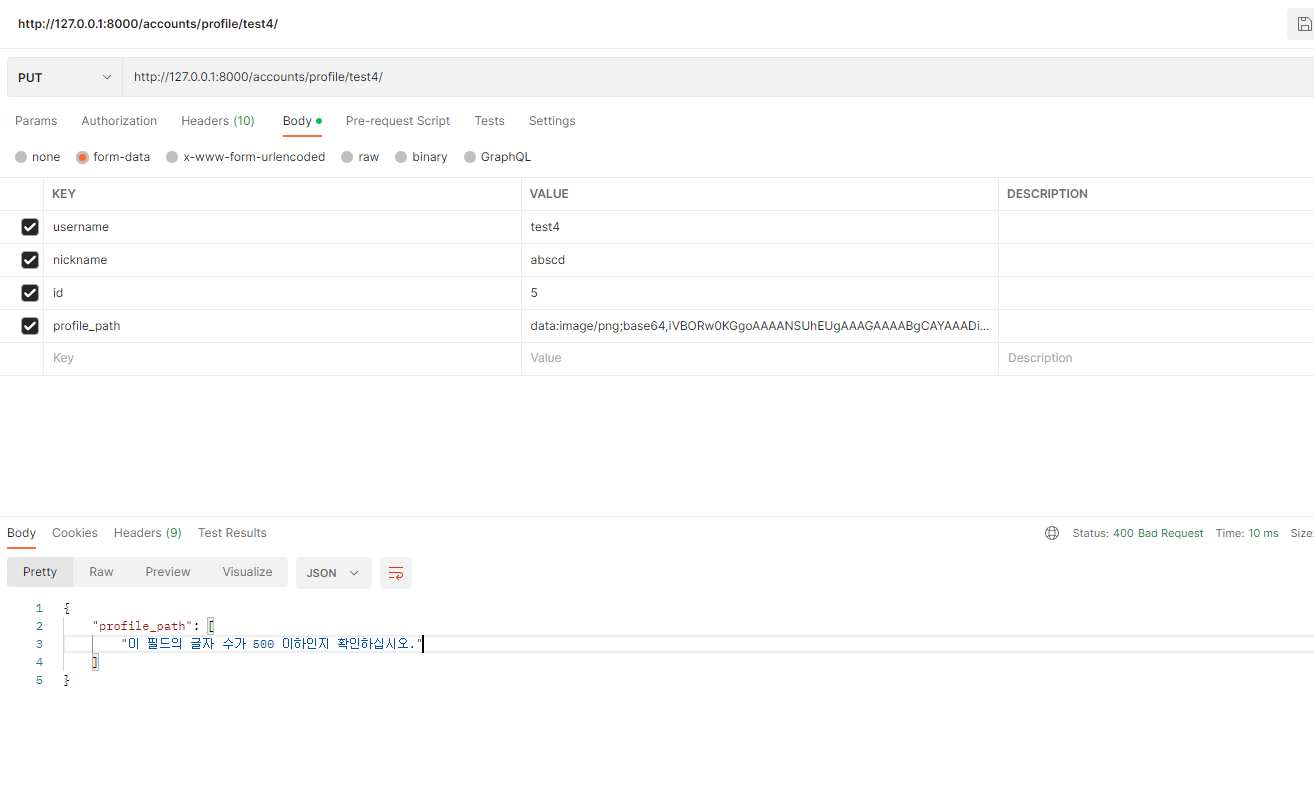 http://127.0.0.1:8000/accounts/profile/test4/
PUT http://127.0.0.1:8000/accounts/profile/test4/
Params Authorization Headers (10) Body Pre-request Script Tests Settings
none form-data x-www-form-urlencoded raw binary GraphQL
KEY VALUE DESCRIPTION
username test4
nickname abscd
id 5
profile_path data:image/png;base64,iVBORw0KGgoAAAANSUhEUgAAAGAAAABgCAYAAADi...
Key Value Description
Body Cookies Headers (9) Test Results Status: 400 Bad Request Time: 10 ms Size:
Pretty Raw Preview Visualize JSON
1 {
2 "profile_path": [
3 "이 필드의 글자 수가 500 이하인지 확인하십시오."
4 ]
5 }